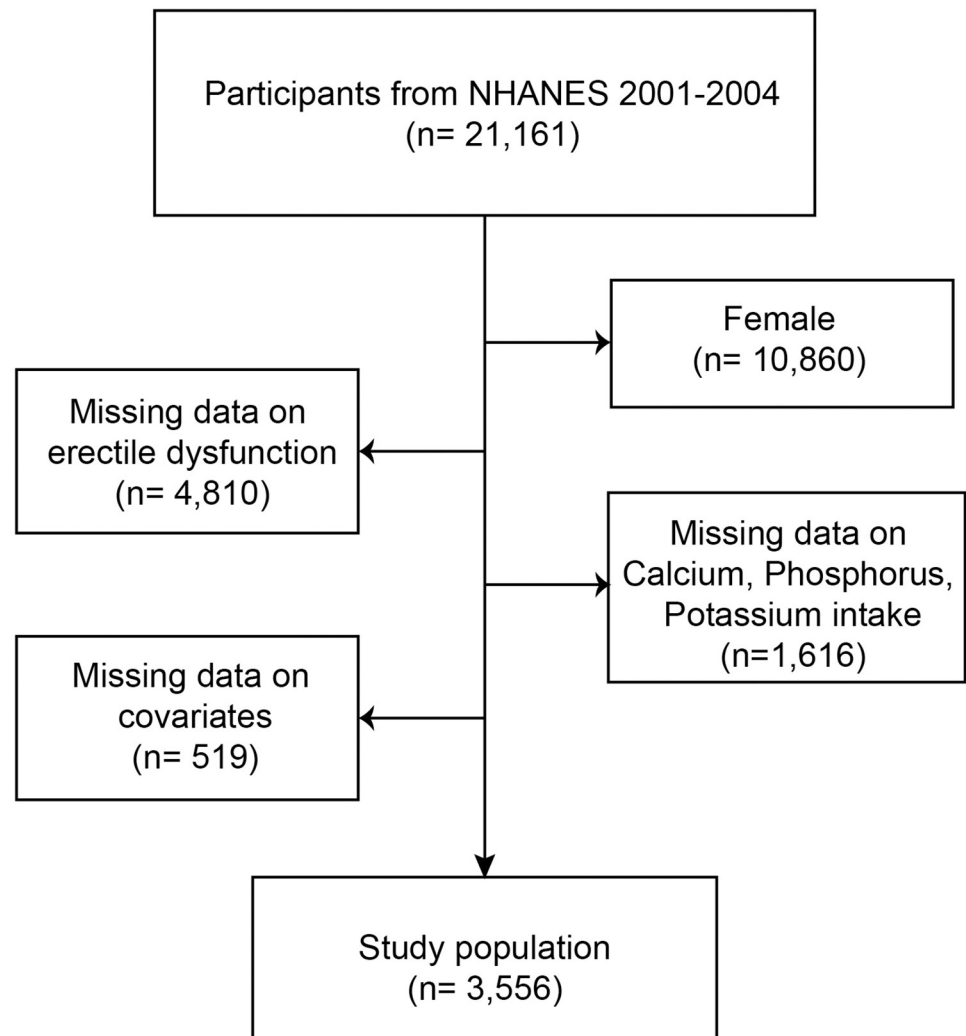 Participants from NHANES 2001-2004
(n= 21,161)
Female
(n= 10,860)
Missing data on
erectile dysfunction
(n= 4,810)
Missing data on
Calcium, Phosphorus,
Potassium intake
(n=1,616)
Missing data on
covariates
(n= 519)
Study population
(n= 3,556)